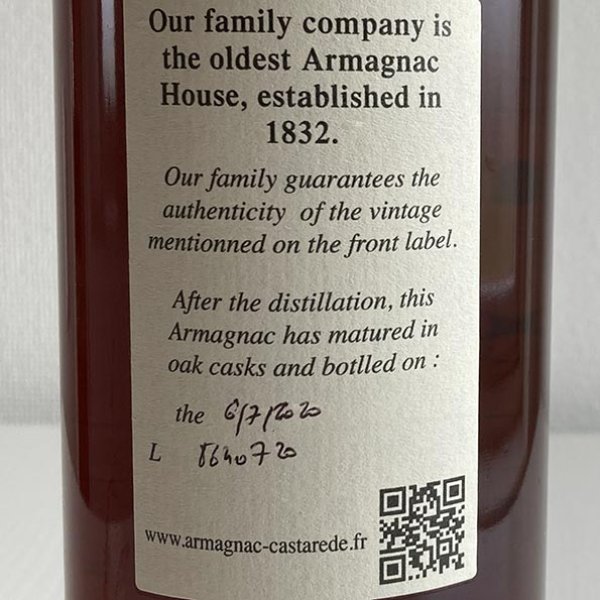 Our family company is
the oldest Armagnac
House, established in
1832.
Our family guarantees the
authenticity of the vintage
mentionned on the front label.
After the distillation, this
Armagnac has matured in
oak casks and botlled on :
the 6/7/2020
L
www.armagnac-castarede.fr